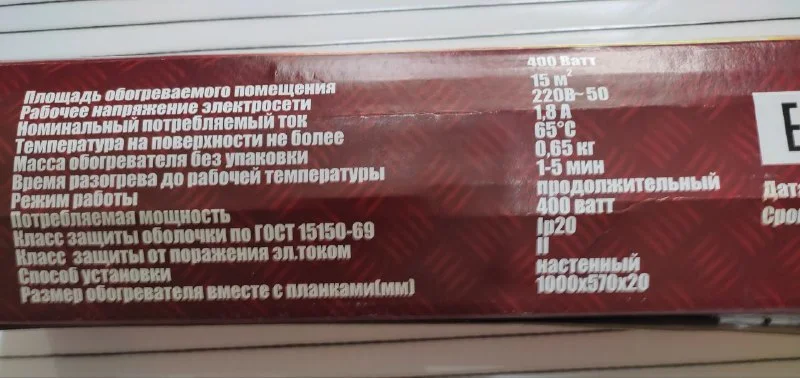 400 Ватт
Площадь обогреваемого помещения 15 м²
Рабочее напряжение электросети 220В~50
Номинальный потребляемый ток 1,8 А
Температура на поверхности не более 65°С
Масса обогревателя без упаковки 0,65 кг
Время разогрева до рабочей температуры 1-5 мин
Режим работы продолжительный
Потребляемая мощность 400 ватт
Класс защиты оболочки по ГОСТ 15150-69 Ip20
Класс защиты от поражения эл.током II
Способ установки настенный
Размер обогревателя вместе с планками(мм) 1000х570х20